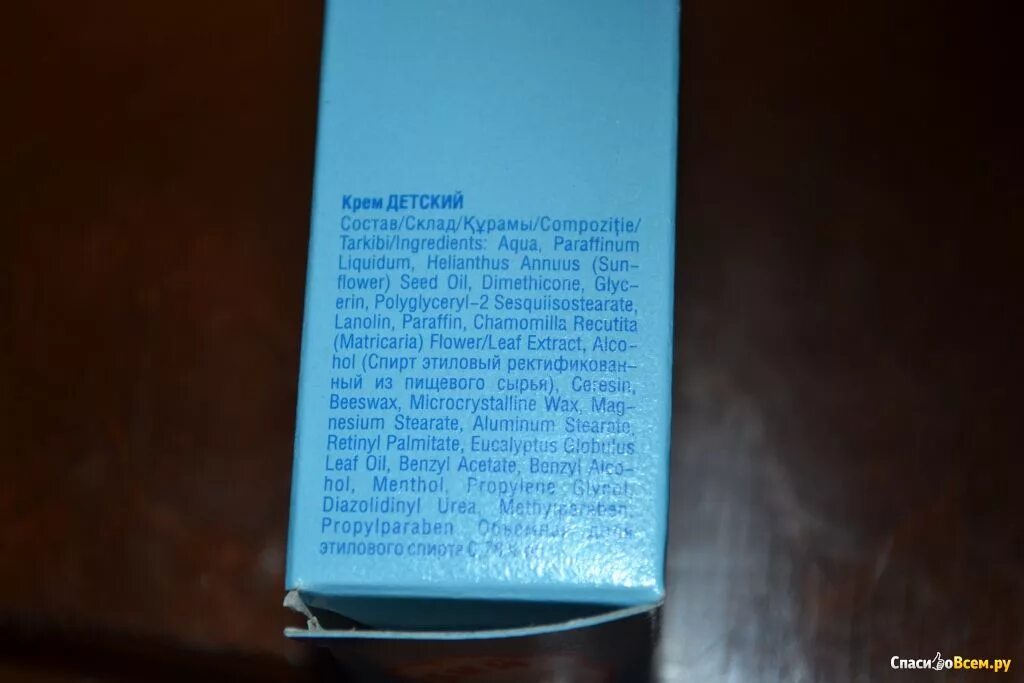 Крем ДЕТСКИЙ
Состав/Склад/Құрамы/Compoziţie/
Tarkibi/Ingredients: Aqua, Paraffinum
Liquidum, Helianthus Annuus (Sun-
flower) Seed Oil, Dimethicone, Glyc-
erin, Polyglyceryl-2 Sesquiisostearate,
Lanolin, Paraffin, Chamomilla Recutita
(Matricaria) Flower/Leaf Extract, Alco-
hol (Спирт этиловый ректификован-
ный из пищевого сырья), Ceresin,
Beeswax, Microcrystalline Wax, Mag-
nesium Stearate, Aluminum Stearate,
Retinyl Palmitate, Eucalyptus Globulus
Leaf Oil, Benzyl Acetate, Benzyl Alco-
hol, Menthol, Propylene Glycol,
Diazolidinyl Urea, Methylparaben,
Propylparaben Объемная доля
этилового спирта
СпасибоВсем.ру